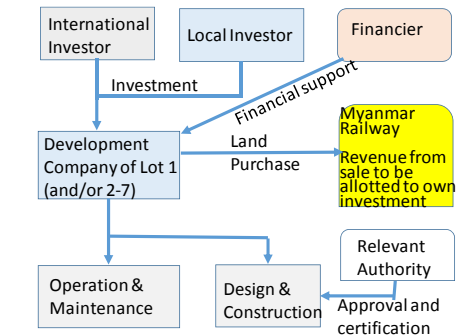 International
Investor
Local Investor
Financier
Investment
Financial support
Development
Company of Lot 1
(and/or 2-7)
Land
Purchase
Myanmar
Railway
Revenue from
sale to be
allotted to own
investment
Operation &
Maintenance
Design &
Construction
Relevant
Authority
Approval and
certification